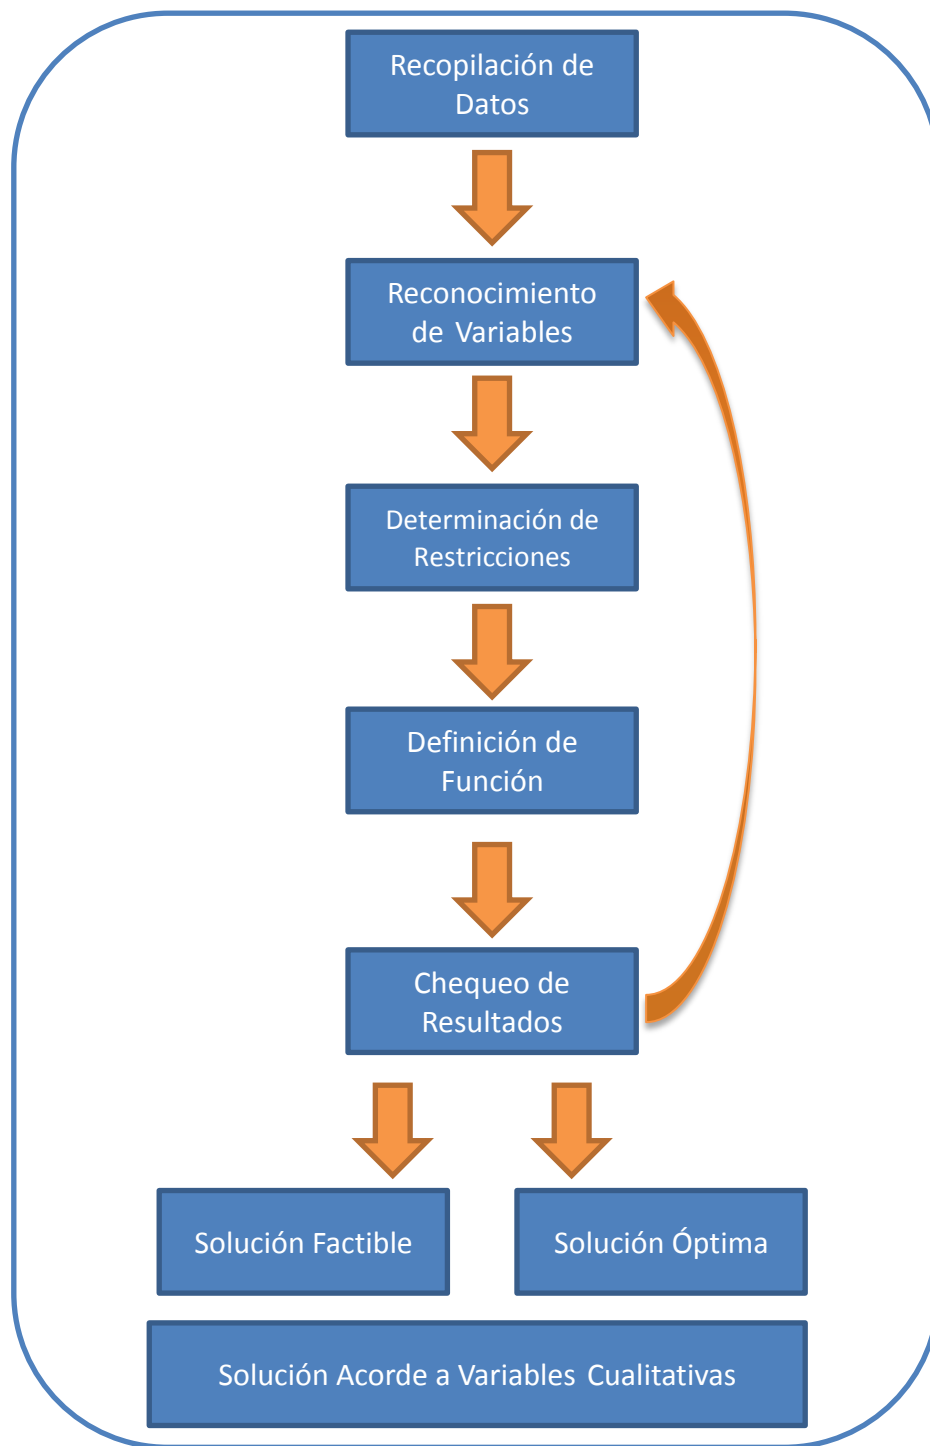 Recopilación de
Datos
Reconocimiento
de Variables
Determinación de
Restricciones
Definición de
Función
Chequeo de
Resultados
Solución Factible
Solución Óptima
Solución Acorde a Variables Cualitativas